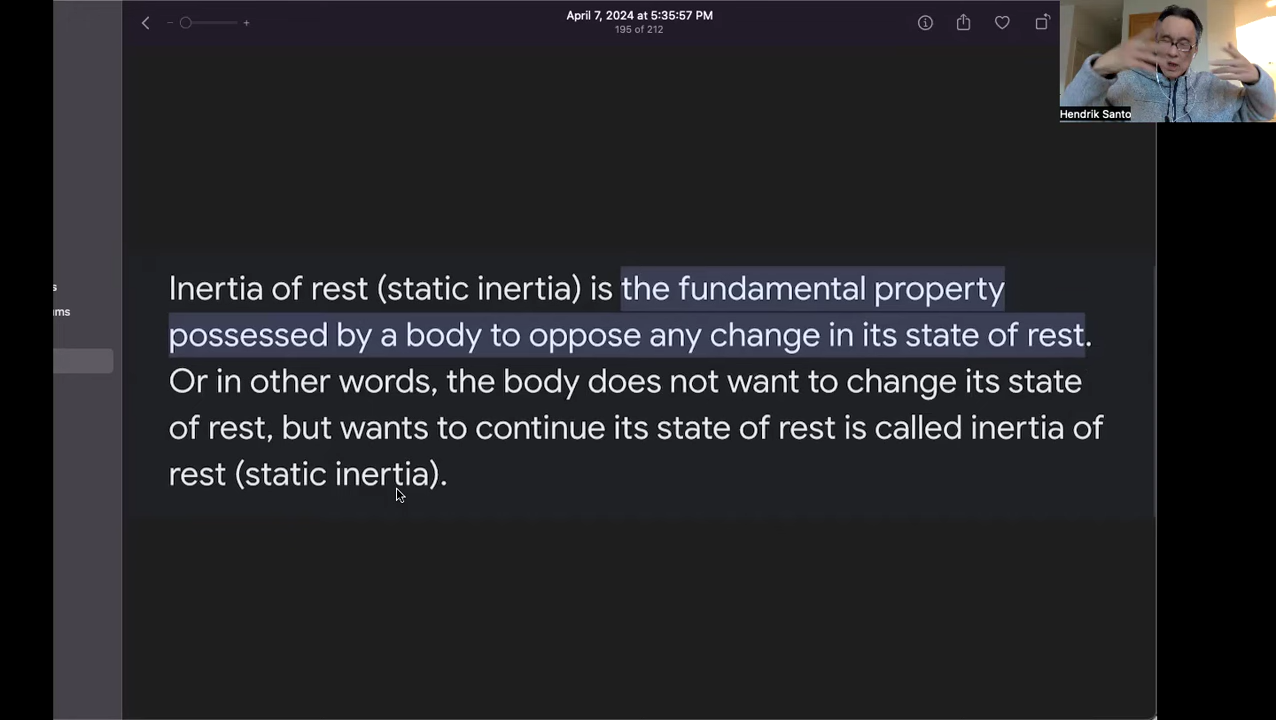 April 7, 2024 at 5:35:57 PM
195 of 212
Hendrik Santo
Inertia of rest (static inertia) is the fundamental property
possessed by a body to oppose any change in its state of rest.
Or in other words, the body does not want to change its state
of rest, but wants to continue its state of rest is called inertia of
rest (static inertia).